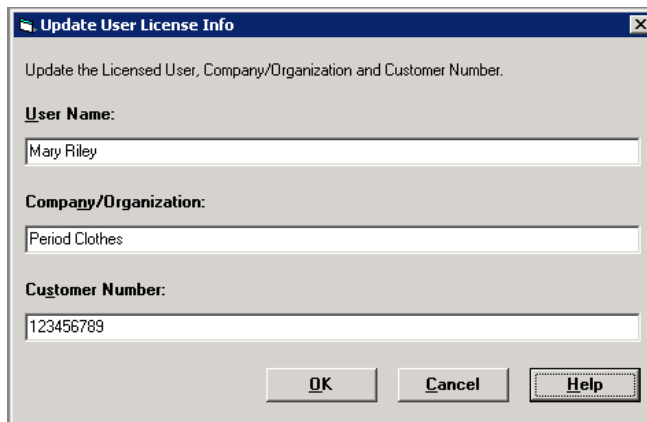 Update User License Info
Update the Licensed User, Company/Organization and Customer Number.
User Name:
Mary Riley
Company/Organization:
Period Clothes
Customer Number:
123456789
OK Cancel Help